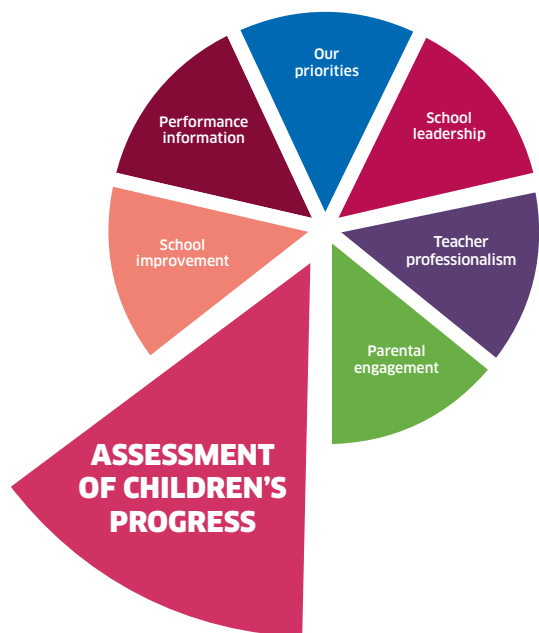 Our
priorities
School
leadership
Teacher
professionalism
Parental
engagement
ASSESSMENT
OF CHILDREN’S
PROGRESS
School
improvement
Performance
information